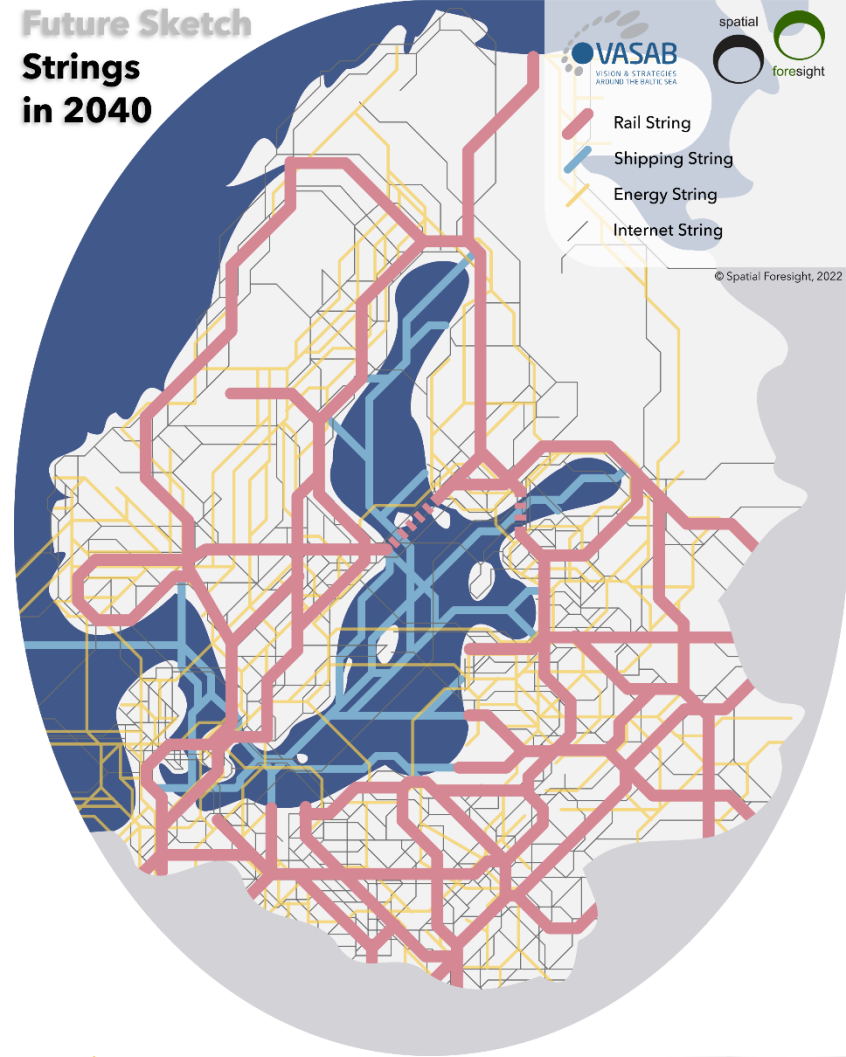 Future Sketch
Strings
in 2040
VASAB
VISION & STRATEGIES
AROUND THE BALTIC SEA
spatial
foresight
Rail String
Shipping String
Energy String
Internet String
© Spatial Foresight, 2022